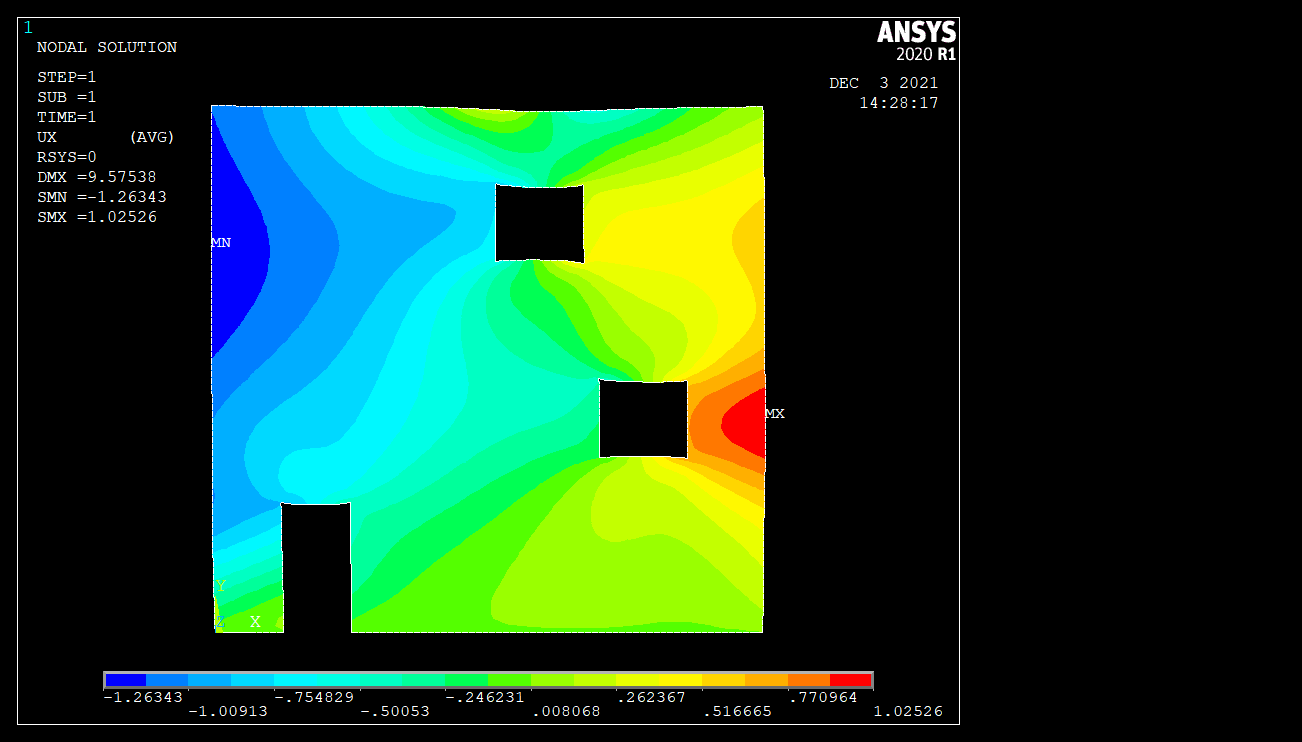 1
ANSYS
2020 R1
NODAL SOLUTION
DEC 3 2021
14:28:17
STEP=1
SUB =1
TIME=1
UX (AVG)
RSYS=0
DMX =9.57538
SMN =-1.26343
SMX =1.02526
MN
MX
Y
Z X
-1.26343 -.754829 -.246231 .262367 .770964
-1.00913 -.50053 .008068 .516665 1.02526